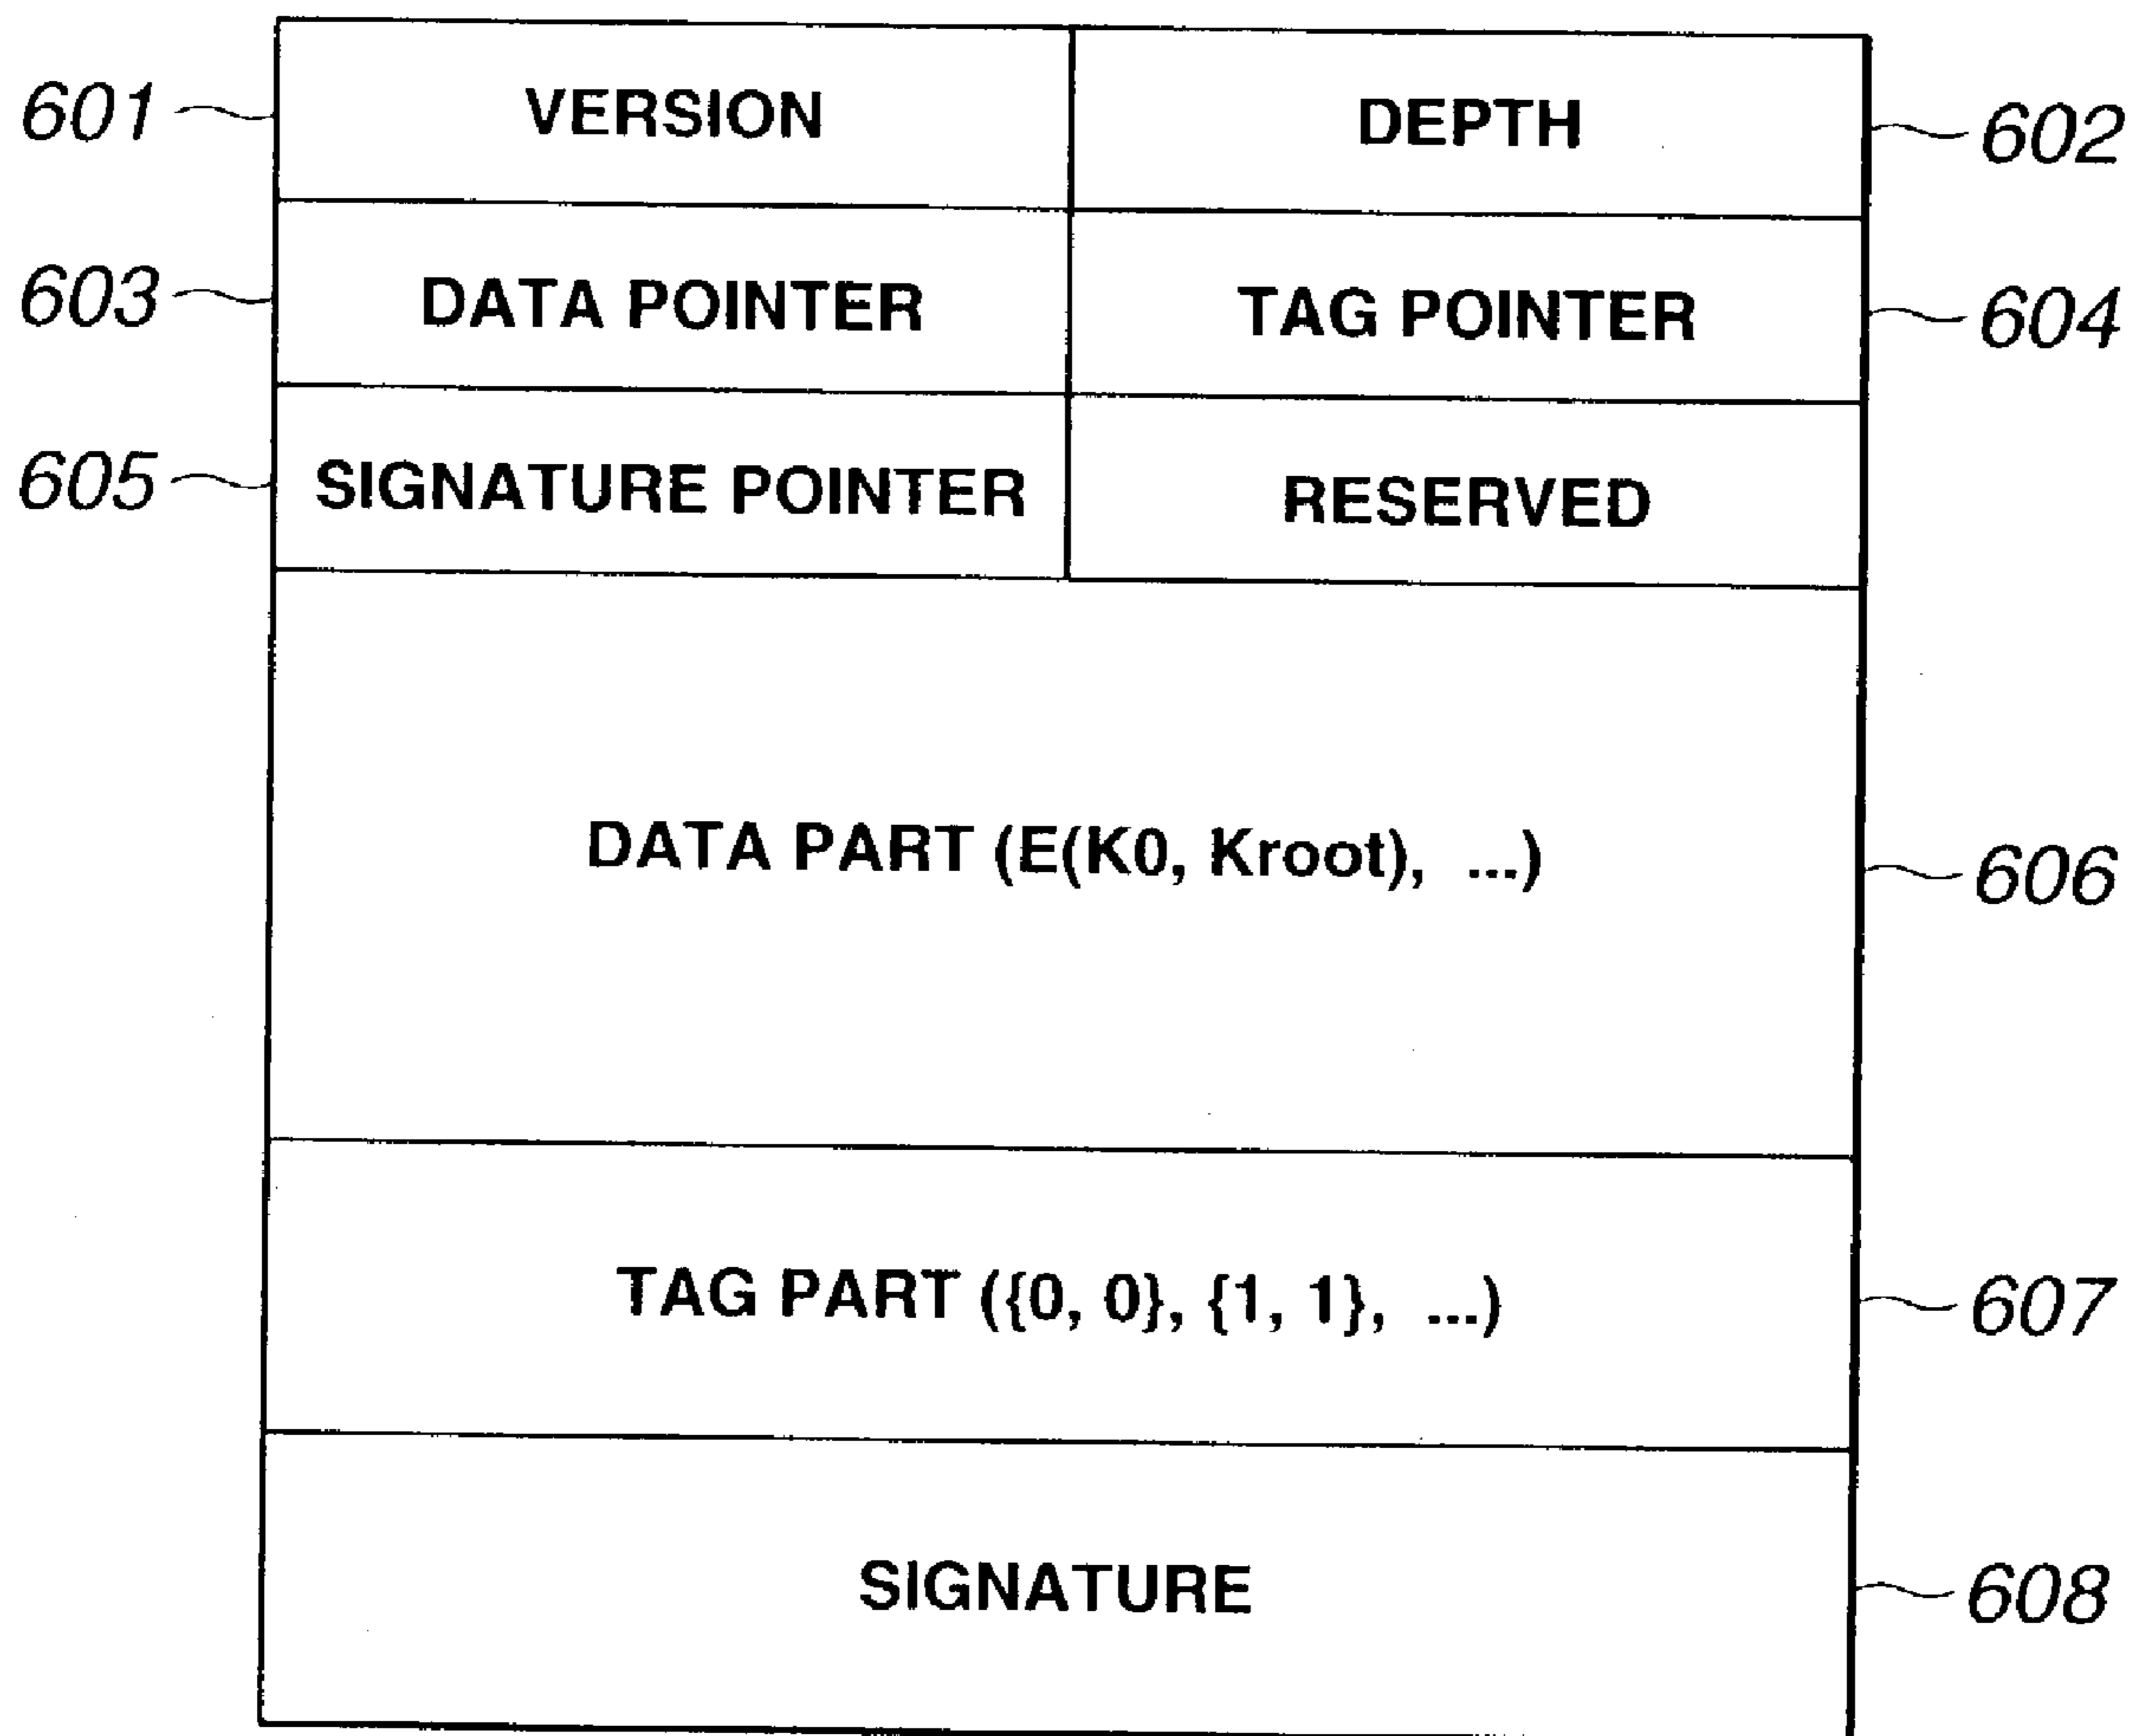 601 VERSION DEPTH 602
603 DATA POINTER TAG POINTER 604
605 SIGNATURE POINTER RESERVED
DATA PART (E(K0, Kroot), ...) 606
TAG PART ({0, 0}, {1, 1}, ...) 607
SIGNATURE 608